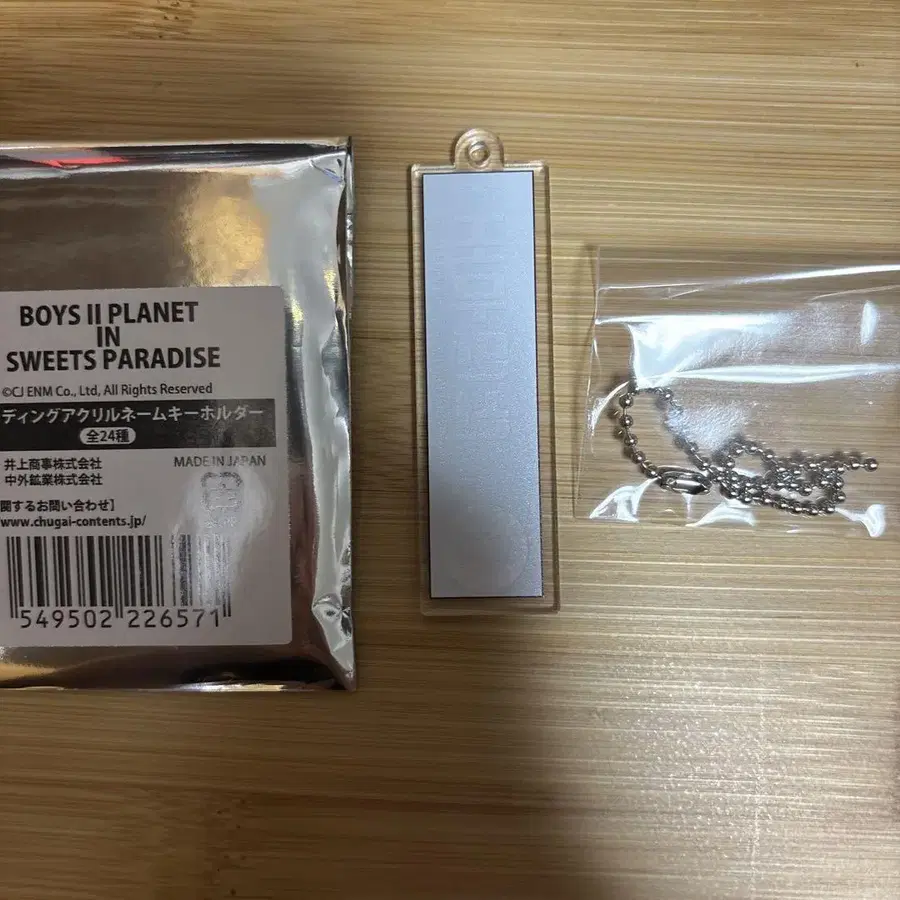 BOYS II PLANET
IN
SWEETS PARADISE
©CJ ENM Co., Ltd, All Rights Reserved
ディングアクリルネームキーホルダー
全24種
井上商事株式会社
中外鉱業株式会社
MADE IN JAPAN
関するお問い合わせ】
www.chugai-contents.jp/
549502 226571